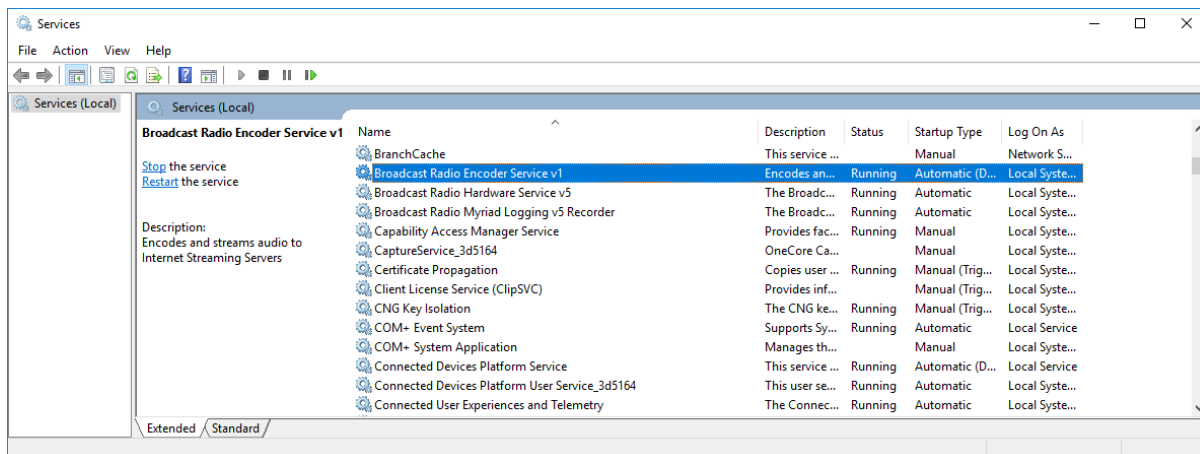 Services
File Action View Help
Services (Local)
Services (Local)
Broadcast Radio Encoder Service v1
Stop the service
Restart the service
Description:
Encodes and streams audio to
Internet Streaming Servers
Name Description Status Startup Type Log On As
BranchCache This service ... Manual Network S...
Broadcast Radio Encoder Service v1 Encodes an... Running Automatic (D... Local Syste...
Broadcast Radio Hardware Service v5 The Broadc... Running Automatic Local Syste...
Broadcast Radio Myriad Logging v5 Recorder The Broadc... Running Automatic Local Syste...
Capability Access Manager Service Provides fac... Running Manual Local Syste...
CaptureService_3d5164 OneCore Ca... Manual Local Syste...
Certificate Propagation Copies user ... Running Manual (Trig... Local Syste...
Client License Service (ClipSVC) Provides inf... Manual (Trig... Local Syste...
CNG Key Isolation The CNG ke... Running Manual (Trig... Local Syste...
COM+ Event System Supports Sy... Running Automatic Local Service
COM+ System Application Manages th... Manual Local Syste...
Connected Devices Platform Service This service ... Running Automatic (D... Local Service
Connected Devices Platform User Service_3d5164 This user se... Running Automatic Local Syste...
Connected User Experiences and Telemetry The Connec... Running Automatic Local Syste...
Extended Standard